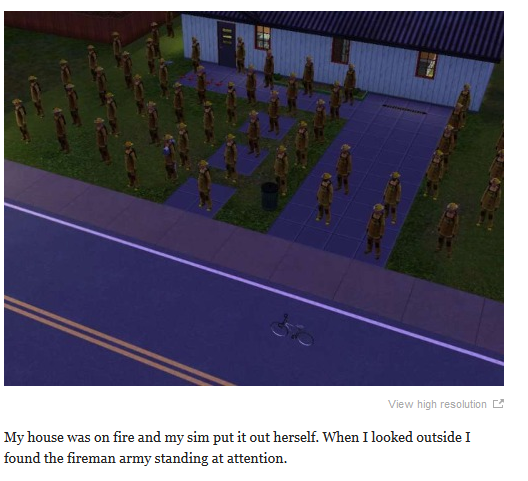 View high resolution
My house was on fire and my sim put it out herself. When I looked outside I
found the fireman army standing at attention.